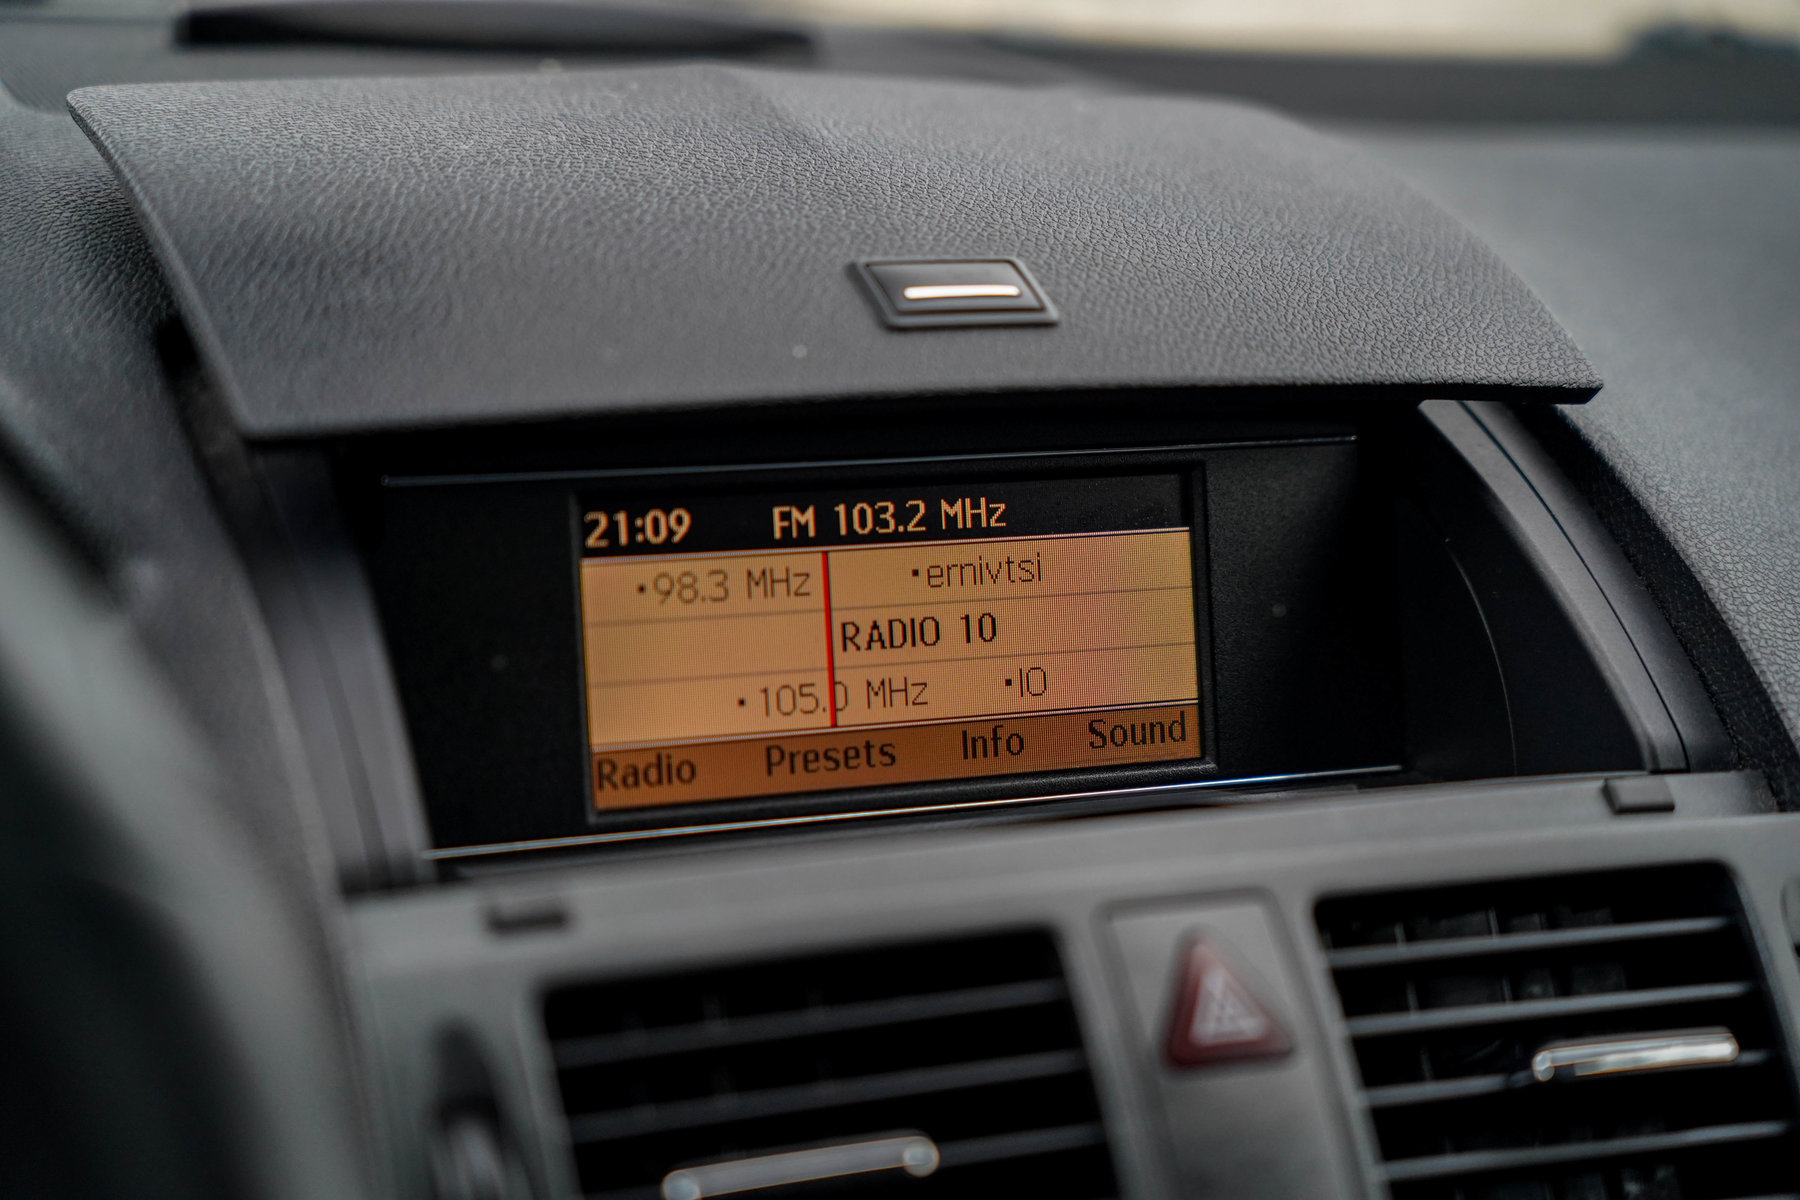 21:09 FM 103.2 MHz
•98.3 MHz •ernivtsi
RADIO 10
•105.0 MHz •IO
Radio Presets Info Sound